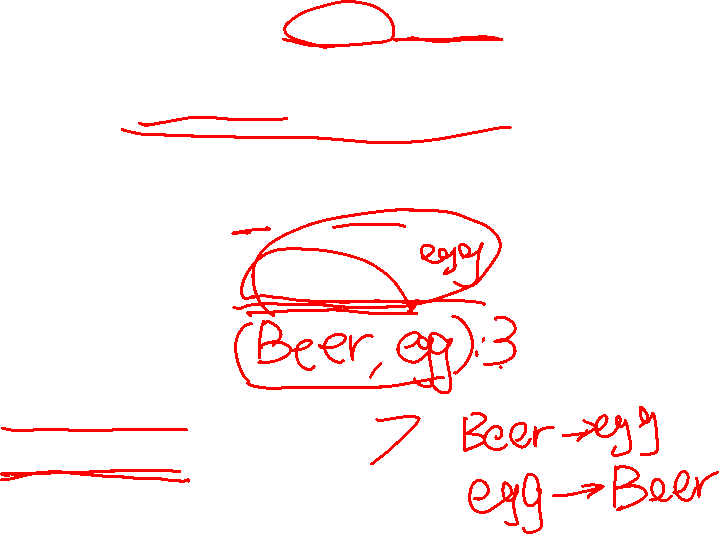 egg
(Beer, egg):3
Beer → egg
egg → Beer